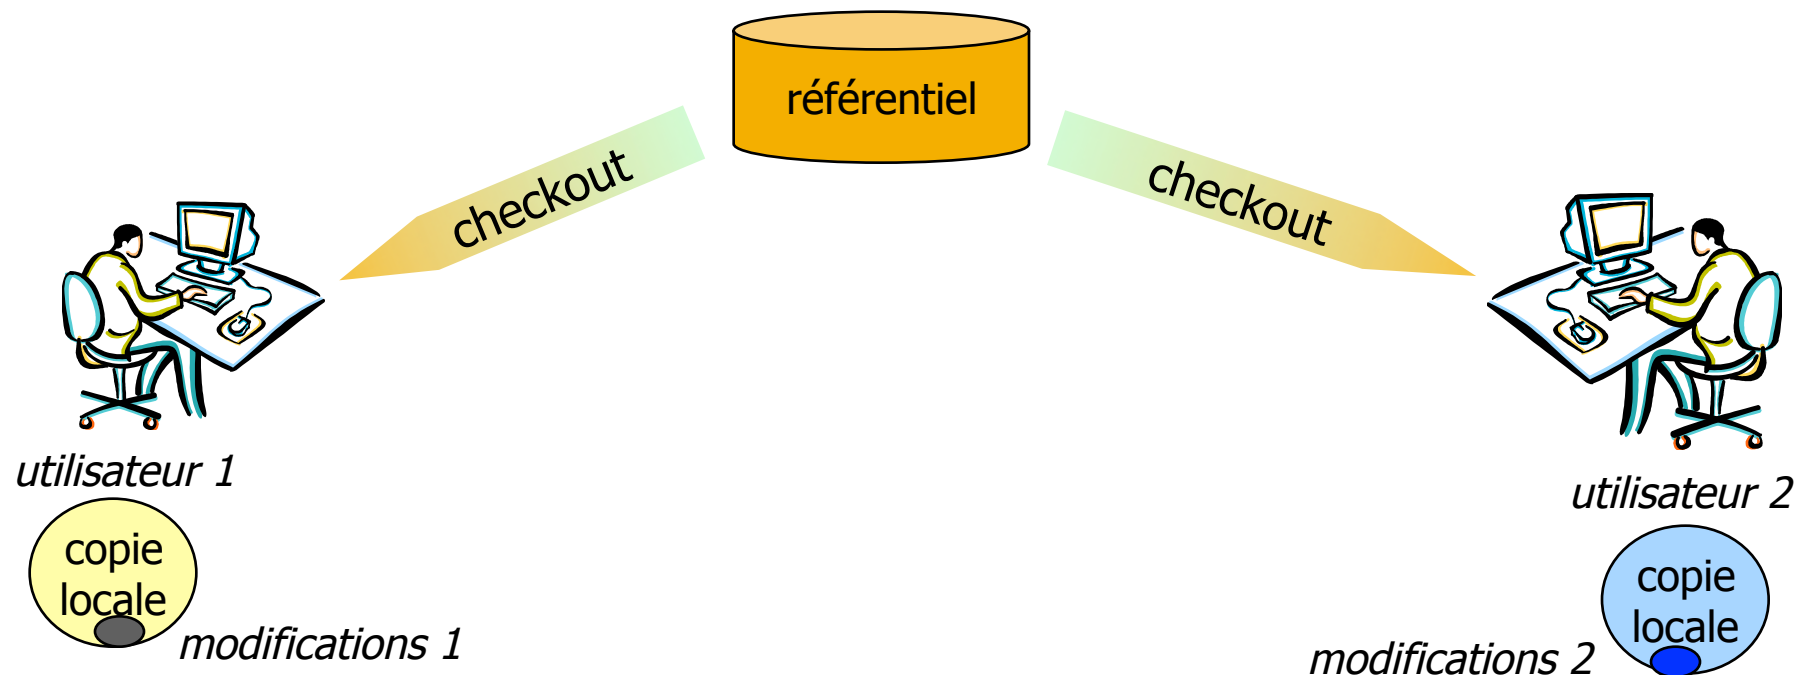 référentiel
checkout
checkout
utilisateur 1
utilisateur 2
copie
locale
modifications 1
copie
locale
modifications 2